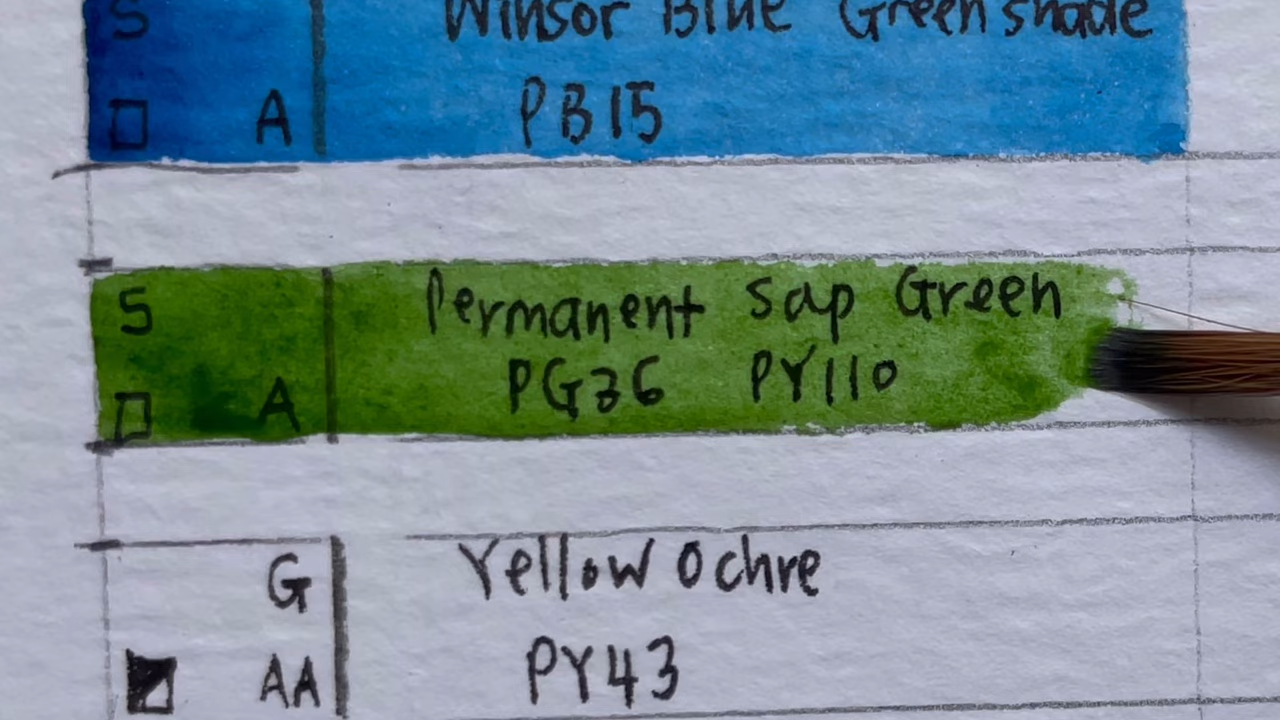 S Winsor Blue Green shade
A PB15
S Permanent Sap Green
A PG36 PY110
G Yellow Ochre
AA PY43